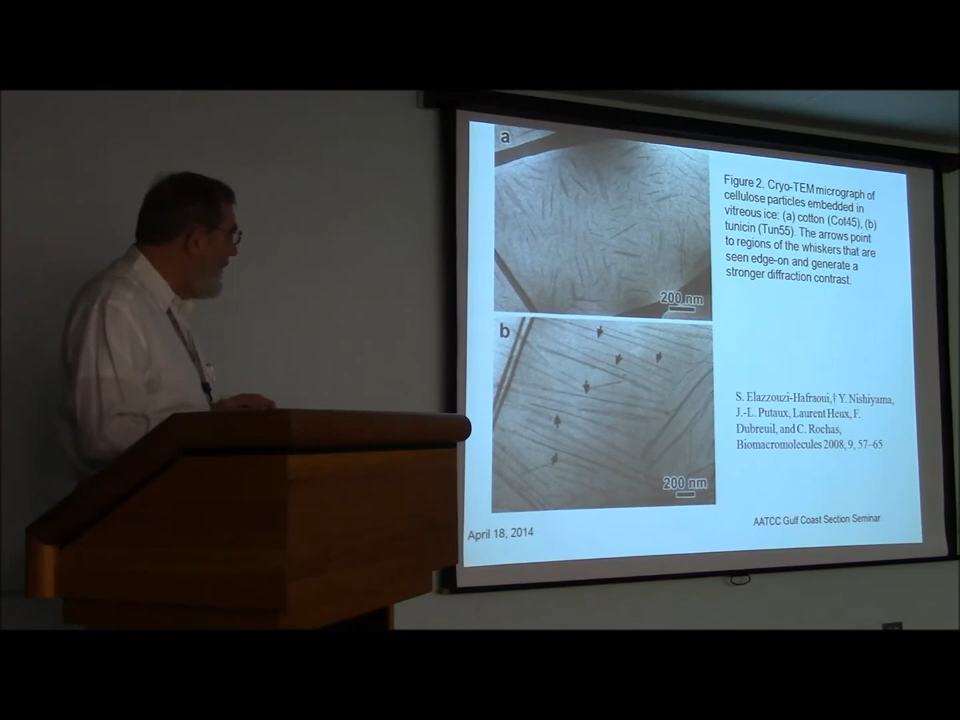 a
200 nm
b
200 nm
Figure 2. Cryo-TEM micrograph of
cellulose particles embedded in
vitreous ice: (a) cotton (Cot45), (b)
tunicin (Tun55). The arrows point
to regions of the whiskers that are
seen edge-on and generate a
stronger diffraction contrast.
S. Elazzouzi-Hafraoui,† Y. Nishiyama,
J.-L. Putaux, Laurent Heux, F.
Dubreuil, and C. Rochas,
Biomacromolecules 2008, 9, 57–65
April 18, 2014
AATCC Gulf Coast Section Seminar